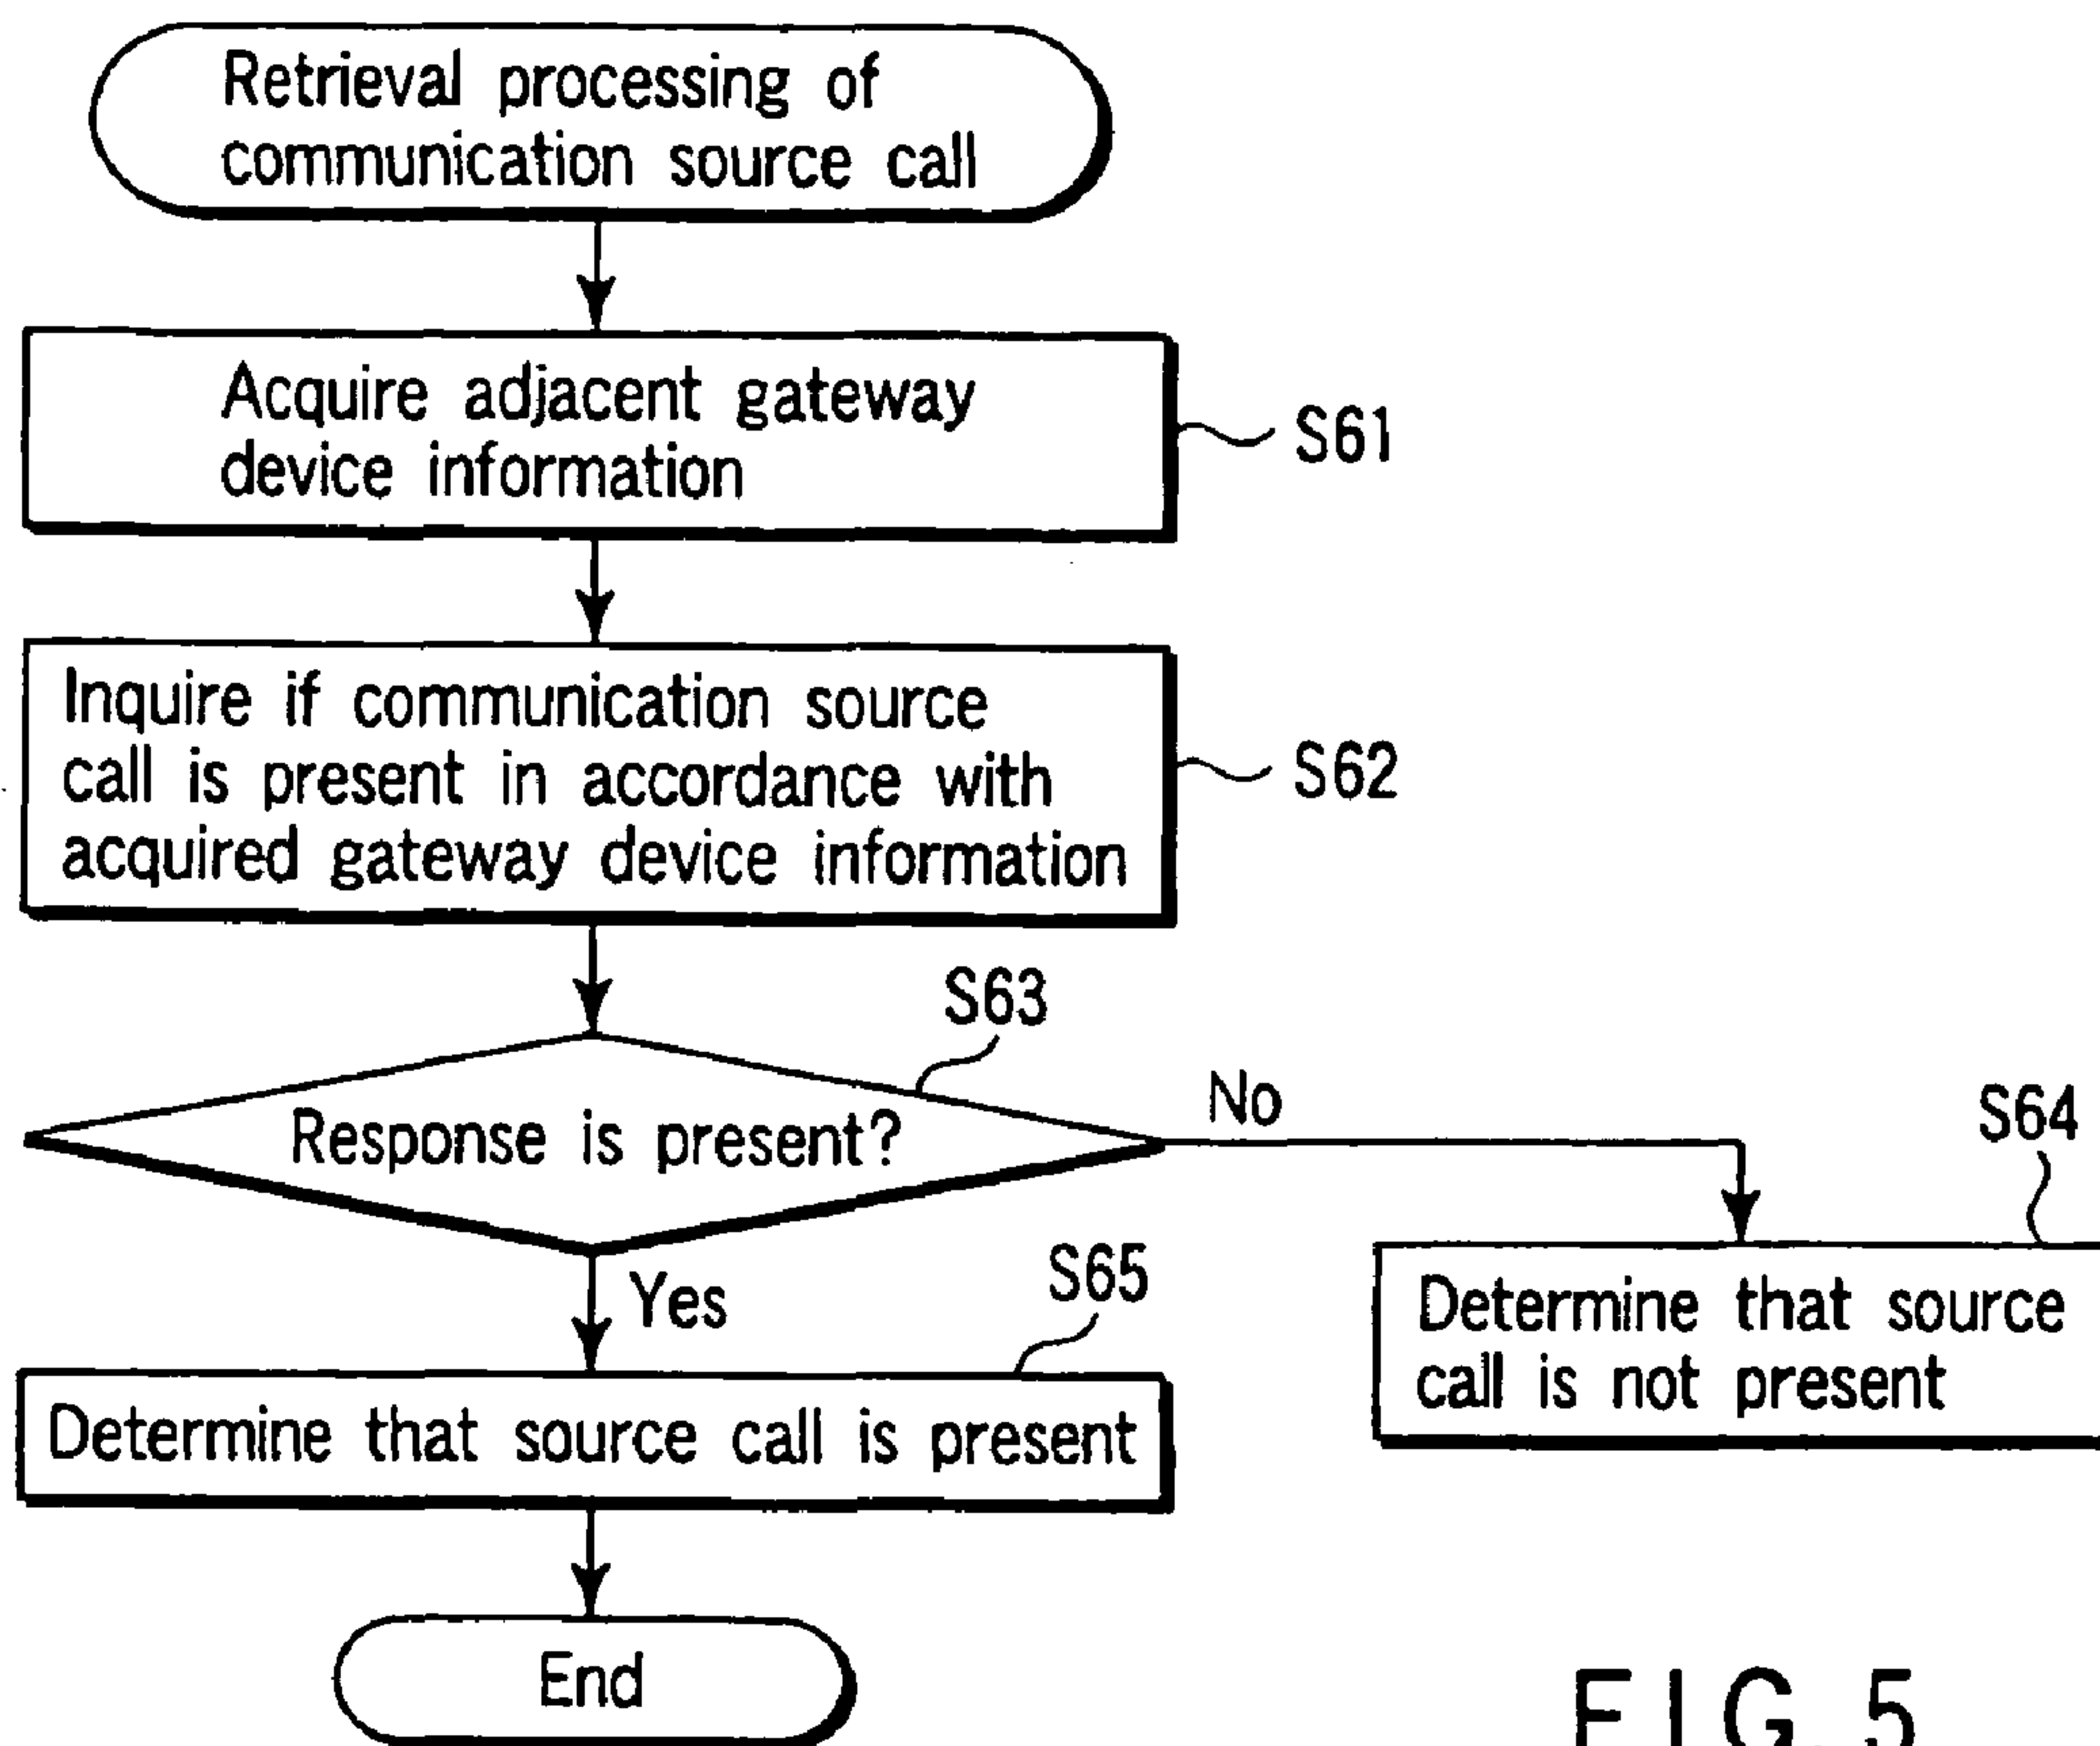 Retrieval processing of
communication source call
Acquire adjacent gateway
device information
S61
Inquire if communication source
call is present in accordance with
acquired gateway device information
S62
S63
Response is present?
No
S64
Yes
S65
Determine that source
call is not present
Determine that source call is present
End
FIG. 5